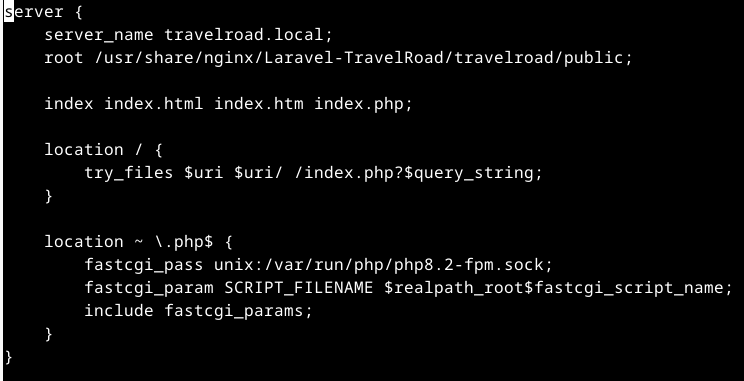 server {
    server_name travelroad.local;
    root /usr/share/nginx/Laravel-TravelRoad/travelroad/public;

    index index.html index.htm index.php;

    location / {
        try_files $uri $uri/ /index.php?$query_string;
    }

    location ~ \.php$ {
        fastcgi_pass unix:/var/run/php/php8.2-fpm.sock;
        fastcgi_param SCRIPT_FILENAME $realpath_root$fastcgi_script_name;
        include fastcgi_params;
    }
}